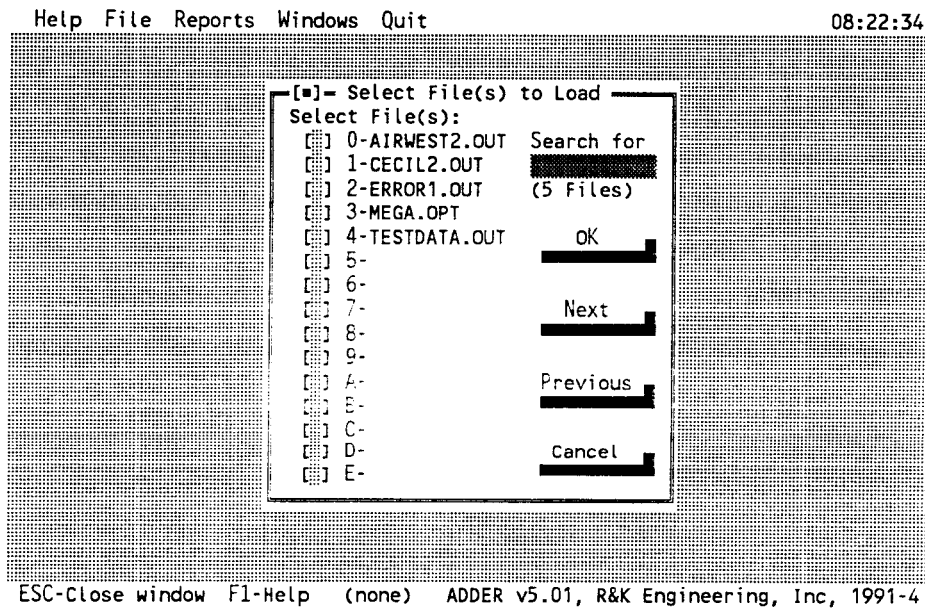 Help File Reports Windows Quit 08:22:34
[■] Select File(s) to Load
Select File(s):
[ ] 0-AIRWEST2.OUT Search for
[ ] 1-CECIL2.OUT
[ ] 2-ERROR1.OUT (5 Files)
[ ] 3-MEGA.OPT
[ ] 4-TESTDATA.OUT OK
[ ] 5-
[ ] 6-
[ ] 7- Next
[ ] 8-
[ ] 9-
[ ] A- Previous
[ ] B-
[ ] C-
[ ] D- Cancel
[ ] E-
ESC-Close window F1-Help (none) ADDER v5.01, R&K Engineering, Inc, 1991-4